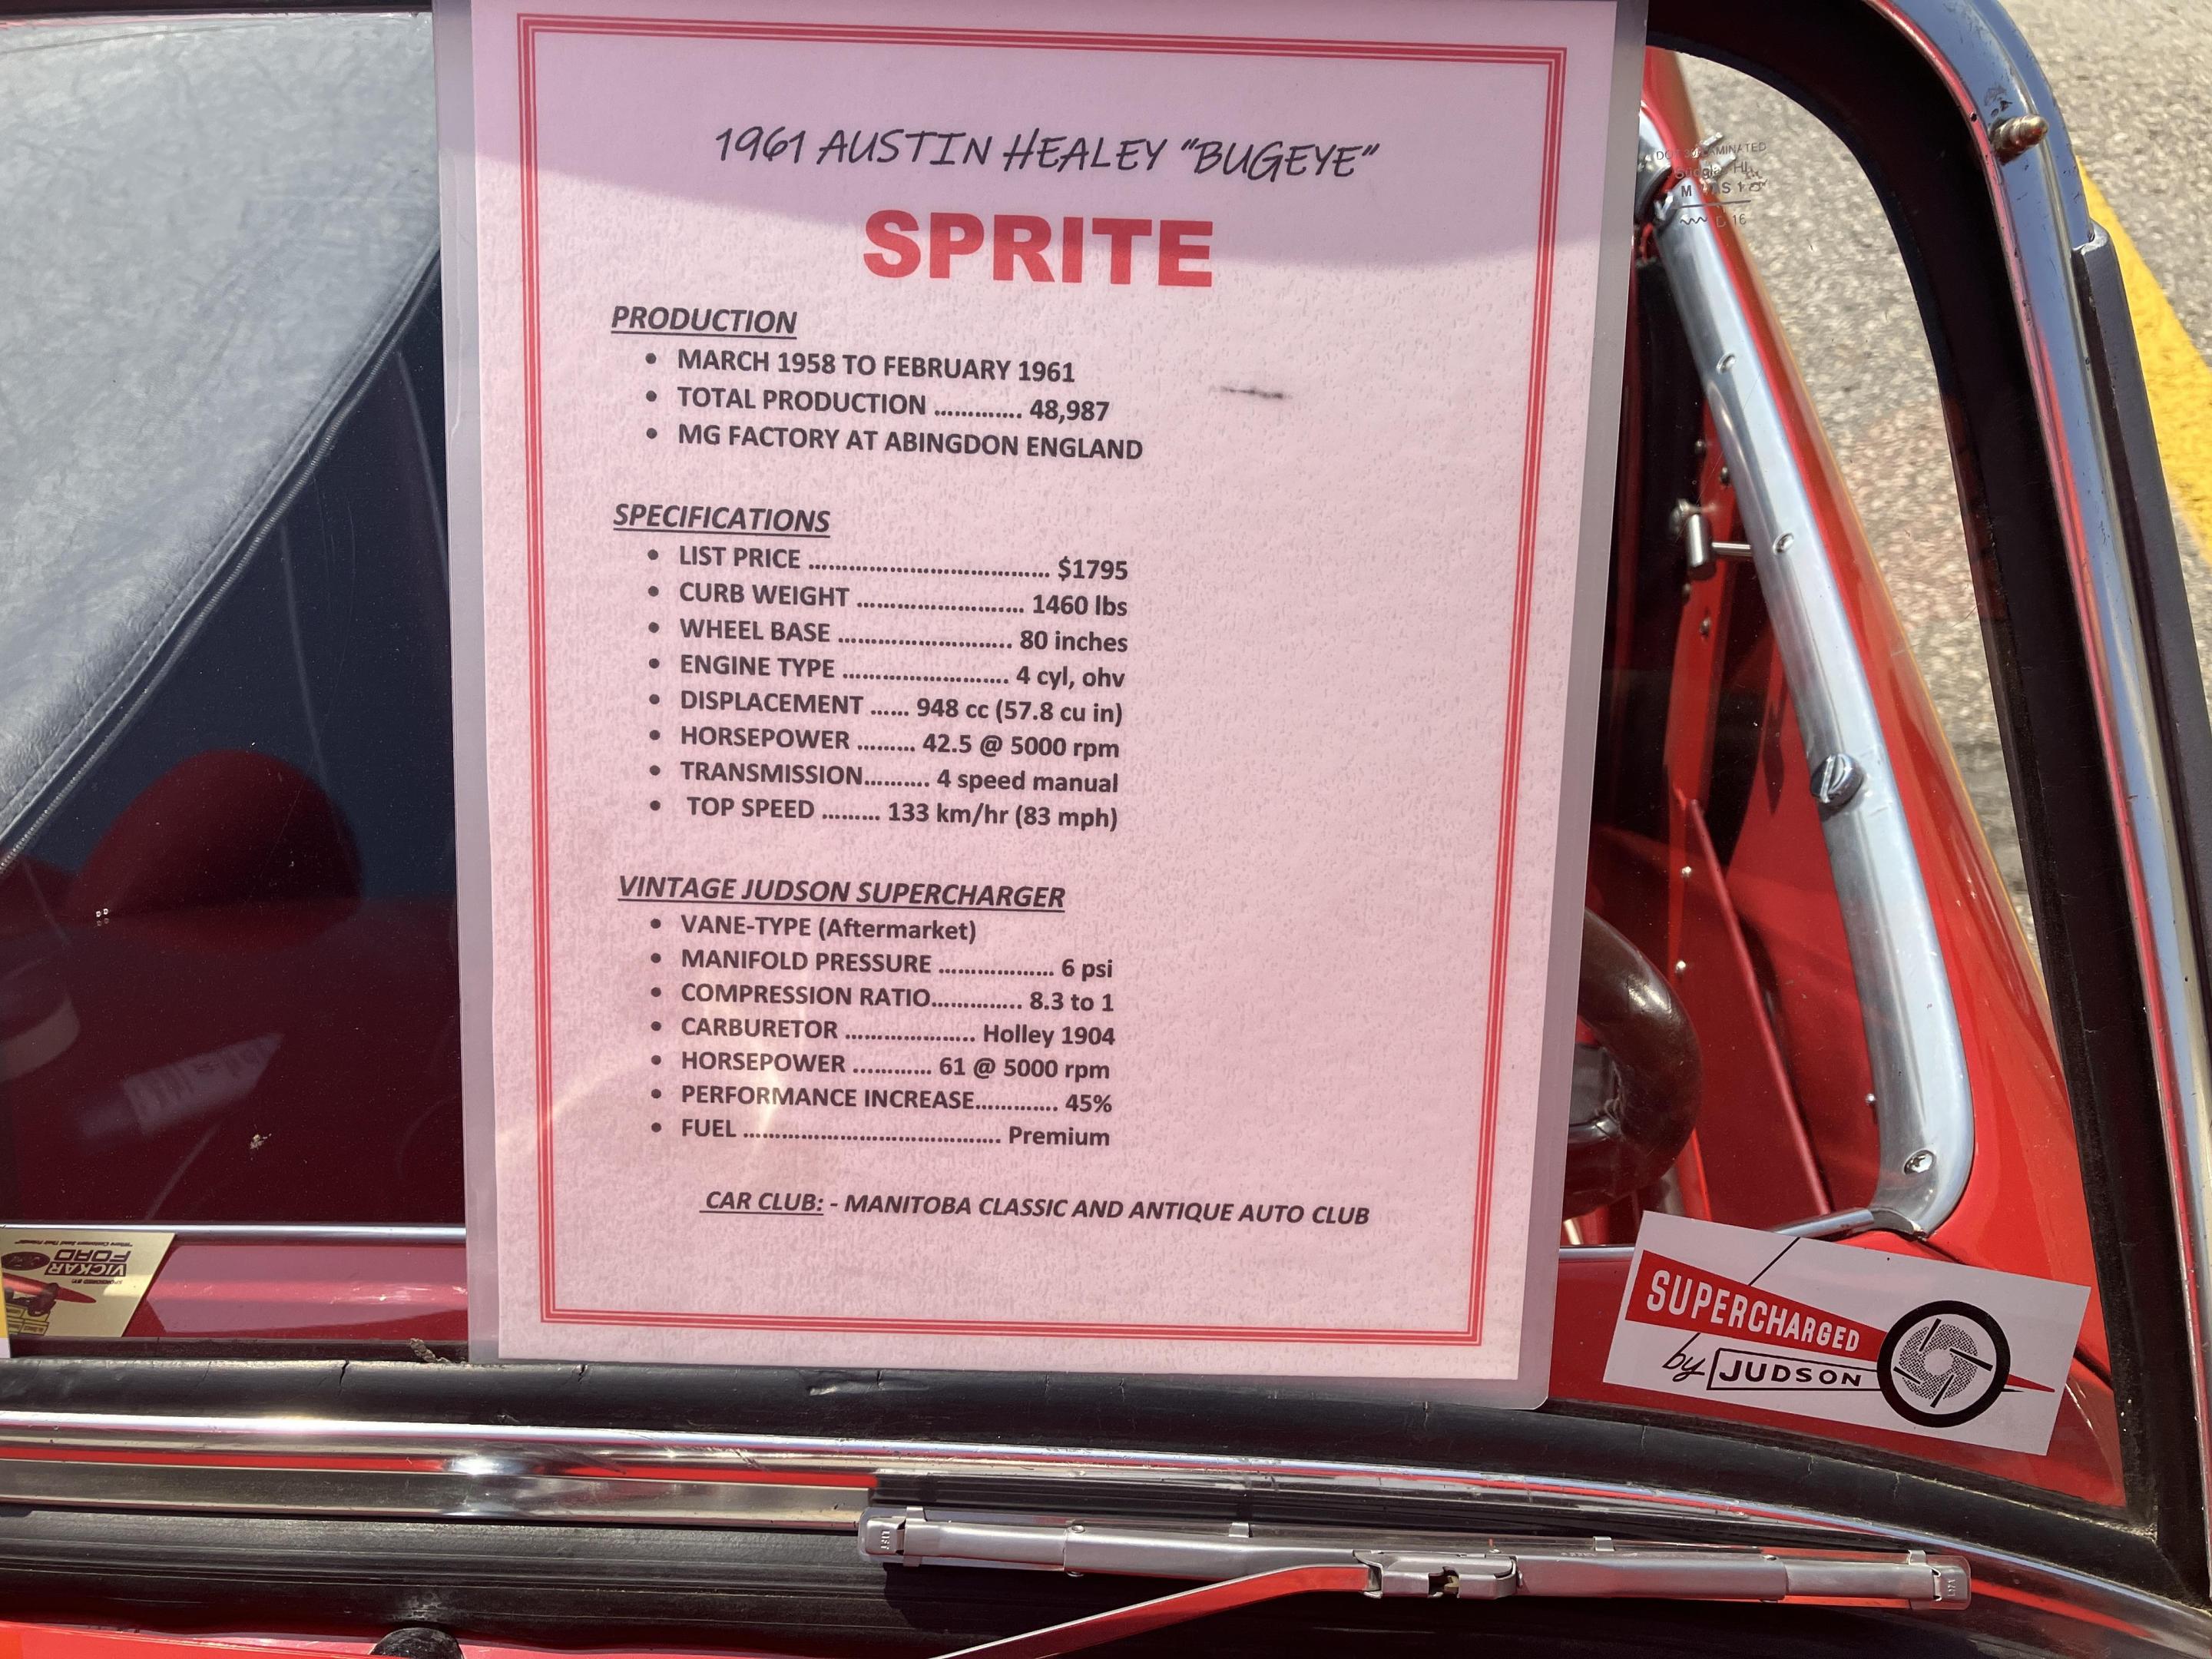 1961 AUSTIN HEALEY "BUGEYE"
SPRITE
PRODUCTION
• MARCH 1958 TO FEBRUARY 1961
• TOTAL PRODUCTION ............. 48,987
• MG FACTORY AT ABINGDON ENGLAND
SPECIFICATIONS
• LIST PRICE .................................... $1795
• CURB WEIGHT ......................... 1460 lbs
• WHEEL BASE .......................... 80 inches
• ENGINE TYPE ......................... 4 cyl, ohv
• DISPLACEMENT ...... 948 cc (57.8 cu in)
• HORSEPOWER ......... 42.5 @ 5000 rpm
• TRANSMISSION.......... 4 speed manual
• TOP SPEED ......... 133 km/hr (83 mph)
VINTAGE JUDSON SUPERCHARGER
• VANE-TYPE (Aftermarket)
• MANIFOLD PRESSURE .................. 6 psi
• COMPRESSION RATIO.............. 8.3 to 1
• CARBURETOR .................... Holley 1904
• HORSEPOWER ............ 61 @ 5000 rpm
• PERFORMANCE INCREASE............. 45%
• FUEL ....................................... Premium
CAR CLUB: - MANITOBA CLASSIC AND ANTIQUE AUTO CLUB
SUPERCHARGED
by JUDSON
SPONSORED BY:
VICKAR
FORD